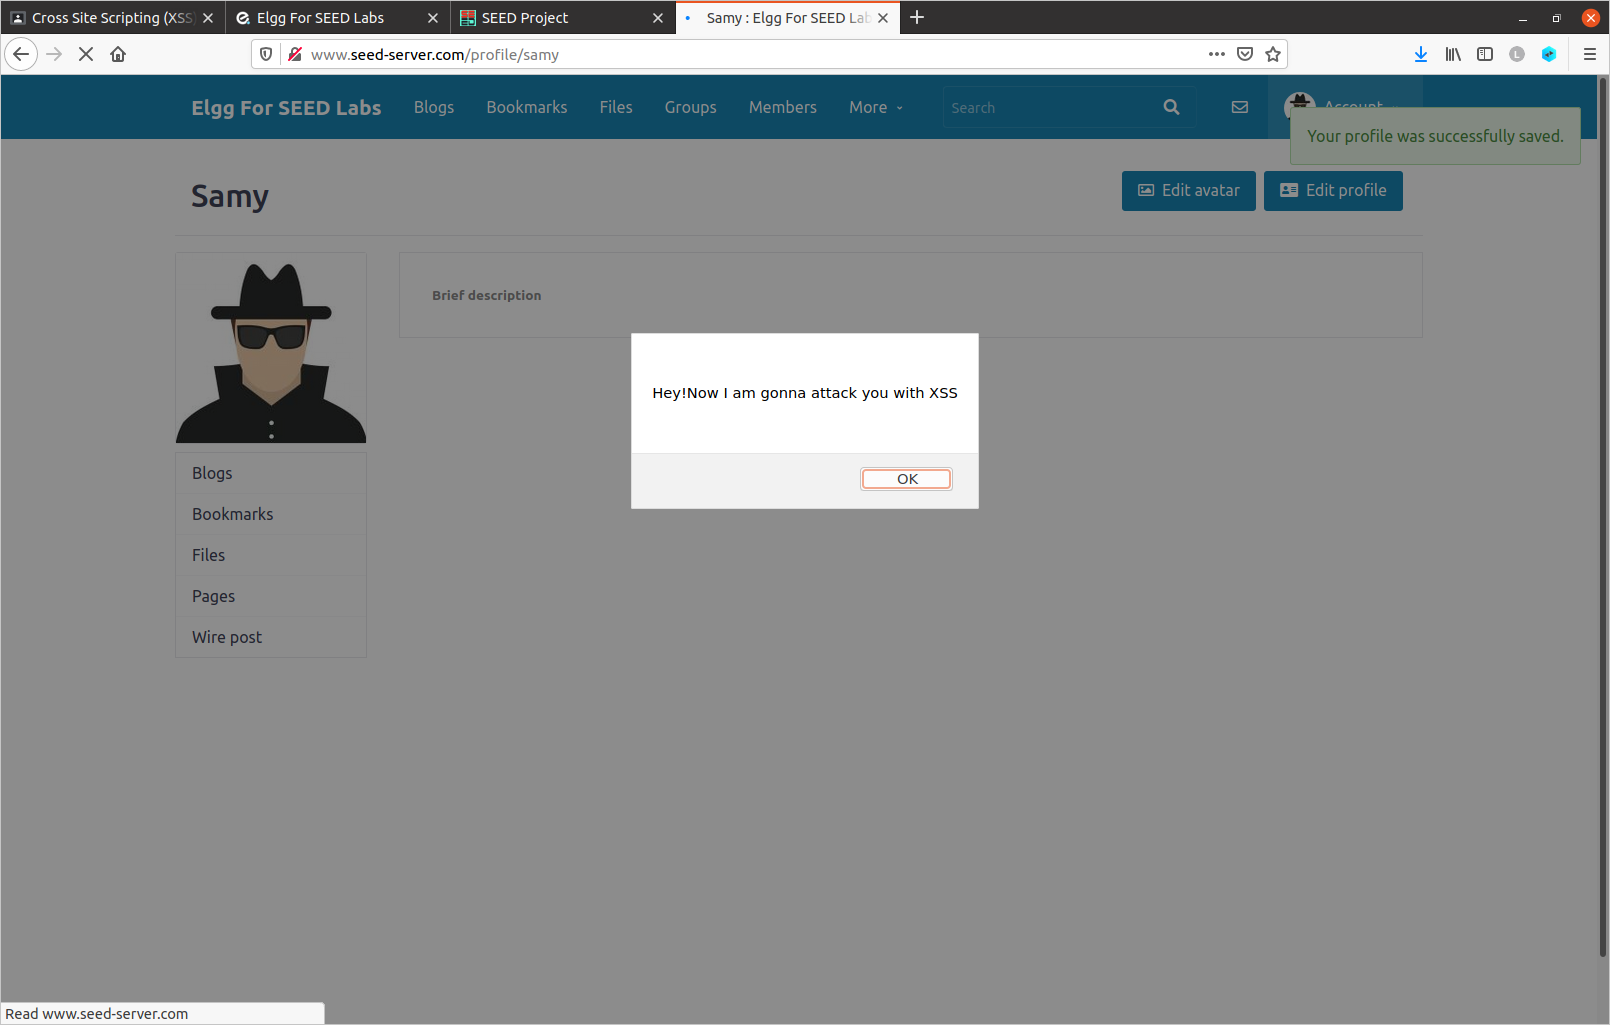 Cross Site Scripting (XSS
Elgg For SEED Labs
SEED Project
Samy : Elgg For SEED Lab
www.seed-server.com/profile/samy
Elgg For SEED Labs
Blogs
Bookmarks
Files
Groups
Members
More
Search
Account
Your profile was successfully saved.
Samy
Edit avatar
Edit profile
Brief description
Hey!Now I am gonna attack you with XSS
OK
Blogs
Bookmarks
Files
Pages
Wire post
Read www.seed-server.com